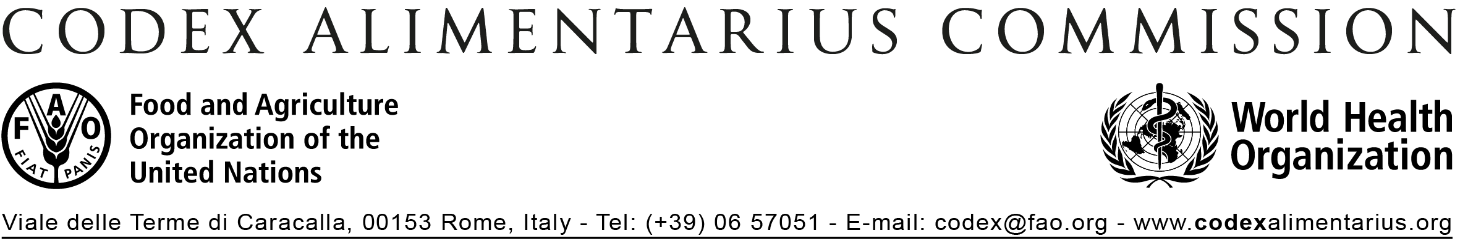 CODEX ALIMENTARIUS COMMISSION
F A O
FIAT PANIS
Food and Agriculture
Organization of the
United Nations
World Health
Organization
Viale delle Terme di Caracalla, 00153 Rome, Italy - Tel: (+39) 06 57051 - E-mail: codex@fao.org - www.codexalimentarius.org